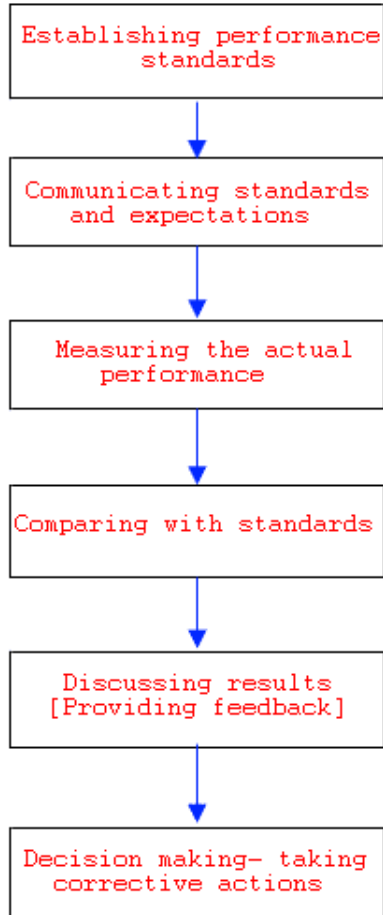 Establishing performance
standards
Communicating standards
and expectations
Measuring the actual
performance
Comparing with standards
Discussing results
[Providing feedback]
Decision making- taking
corrective actions